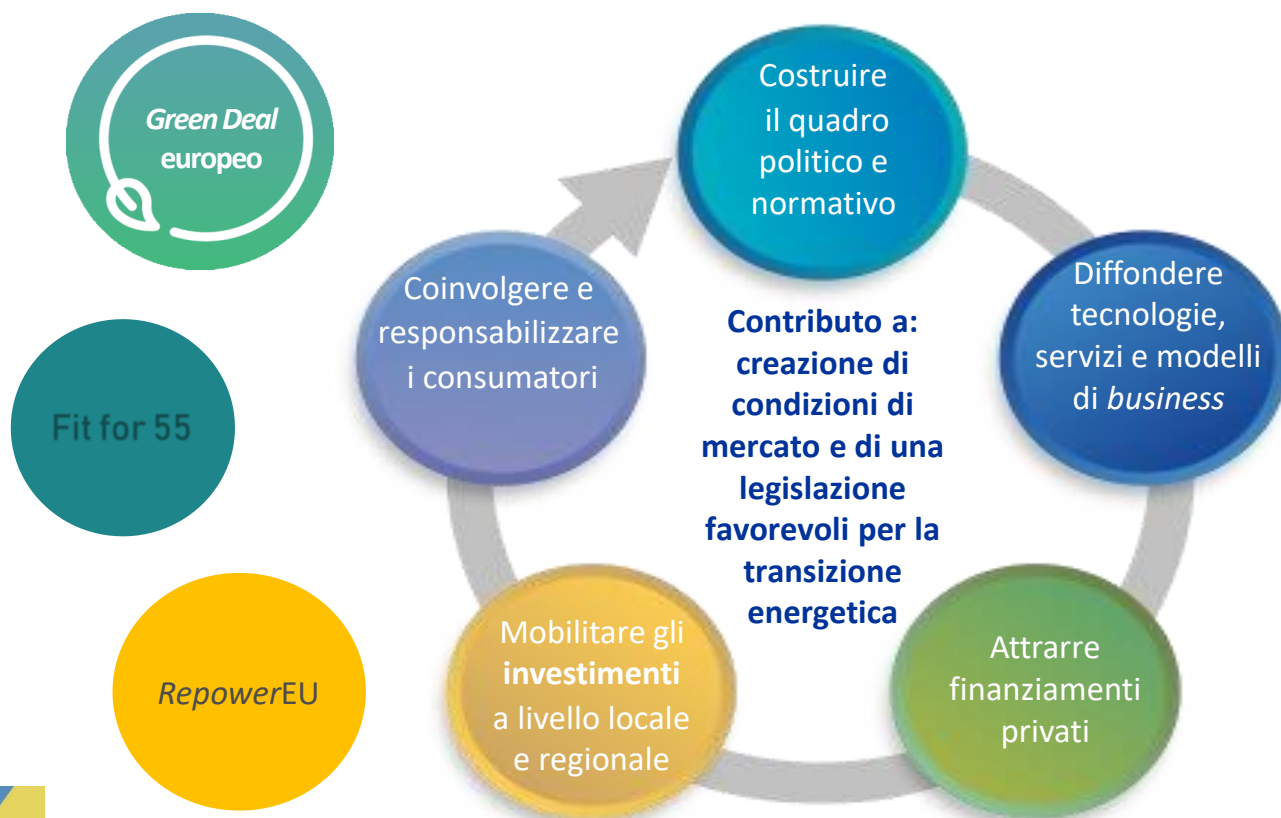 Green Deal
europeo
Fit for 55
RepowerEU
Costruire
il quadro
politico e
normativo
Diffondere
tecnologie,
servizi e modelli
di business
Attrarre
finanziamenti
privati
Mobilitare gli
investimenti
a livello locale
e regionale
Coinvolgere e
responsabilizzare
i consumatori
Contributo a:
creazione di
condizioni di
mercato e di una
legislazione
favorevoli per la
transizione
energetica